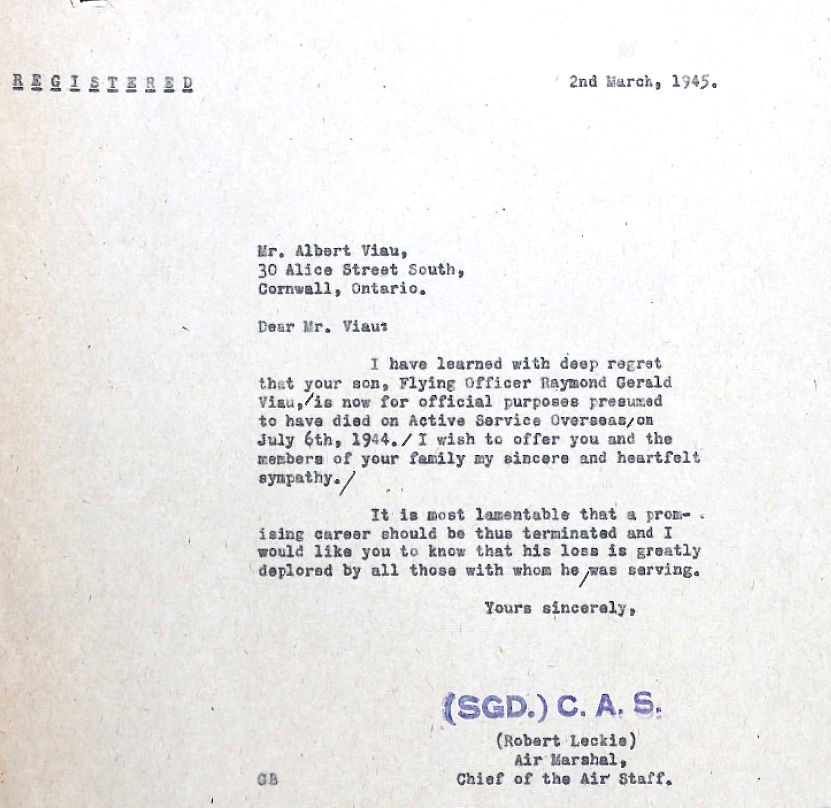 REGISTERED 2nd March, 1945.
Mr. Albert Viau,
30 Alice Street South,
Cornwall, Ontario.
Dear Mr. Viau:
I have learned with deep regret
that your son, Flying Officer Raymond Gerald
Viau,/is now for official purposes presumed
to have died on Active Service Overseas/on
July 6th, 1944./ I wish to offer you and the
members of your family my sincere and heartfelt
sympathy./
It is most lamentable that a prom-
ising career should be thus terminated and I
would like you to know that his loss is greatly
deplored by all those with whom he/was serving.
Yours sincerely,
(SGD.) C. A. S.
(Robert Leckie)
Air Marshal,
GB Chief of the Air Staff.